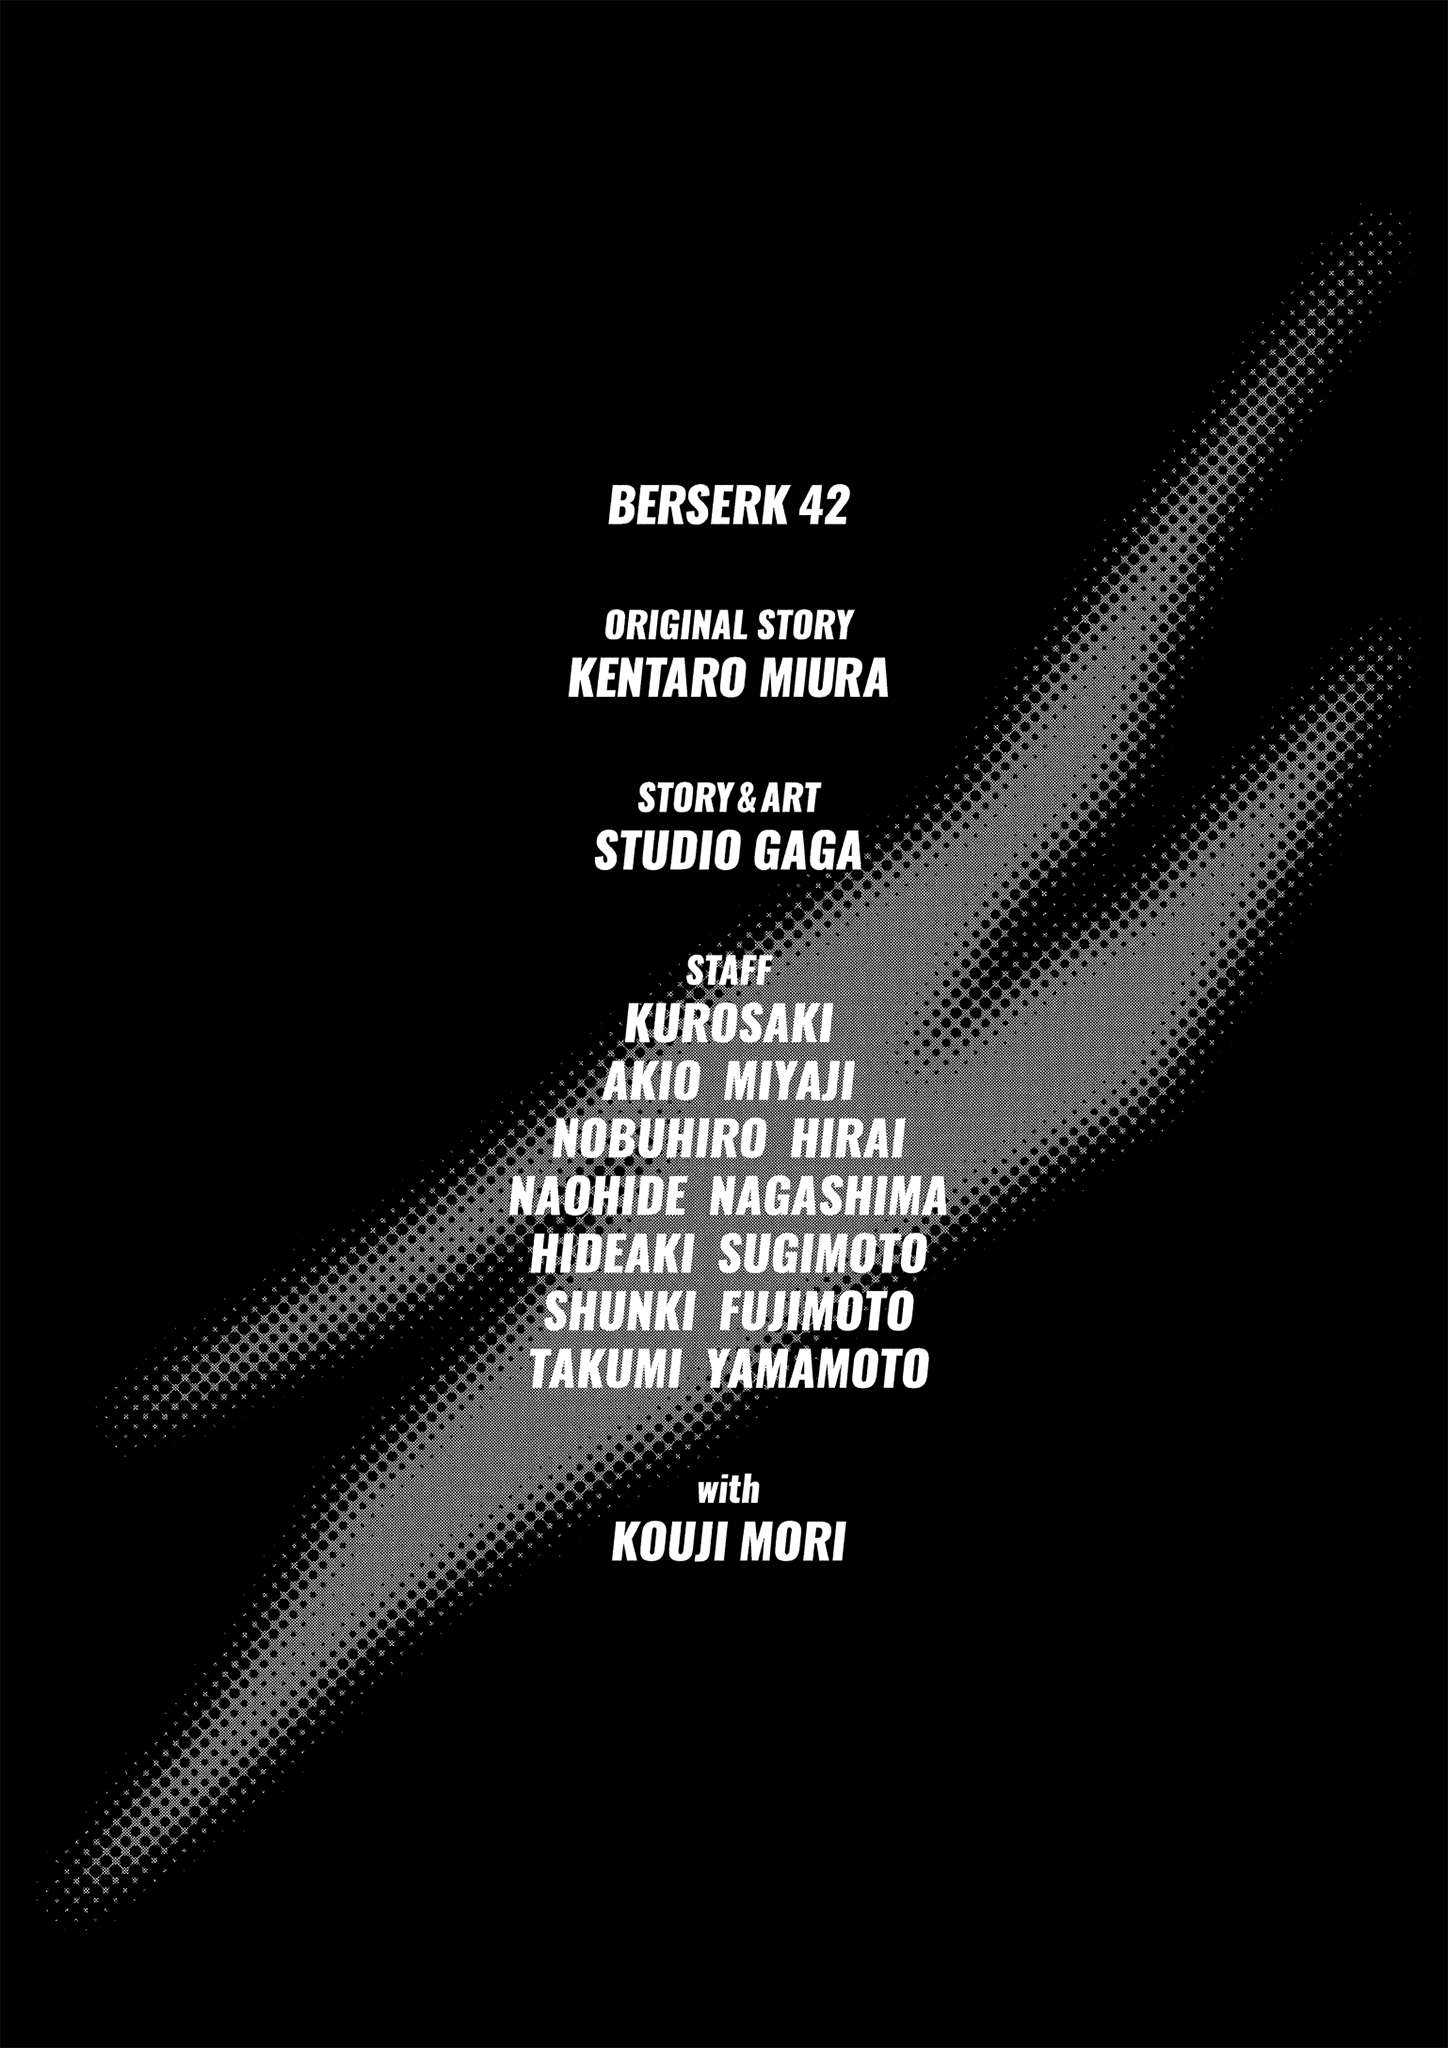 BERSERK 42
ORIGINAL STORY
KENTARO MIURA
STORY & ART
STUDIO GAGA
STAFF
KUROSAKI
AKIO MIYAJI
NOBUHIRO HIRAI
NAOHIDE NAGASHIMA
HIDEAKI SUGIMOTO
SHUNKI FUJIMOTO
TAKUMI YAMAMOTO
with
KOUJI MORI